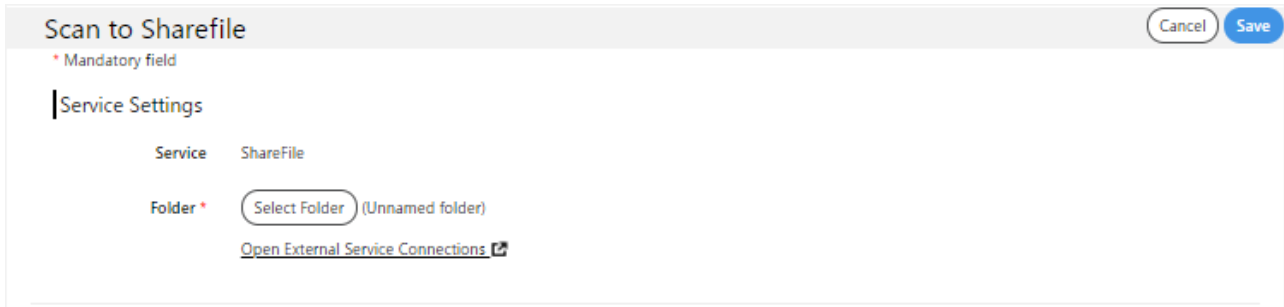 Scan to Sharefile Cancel Save
* Mandatory field
Service Settings
Service ShareFile
Folder * Select Folder (Unnamed folder)
Open External Service Connections